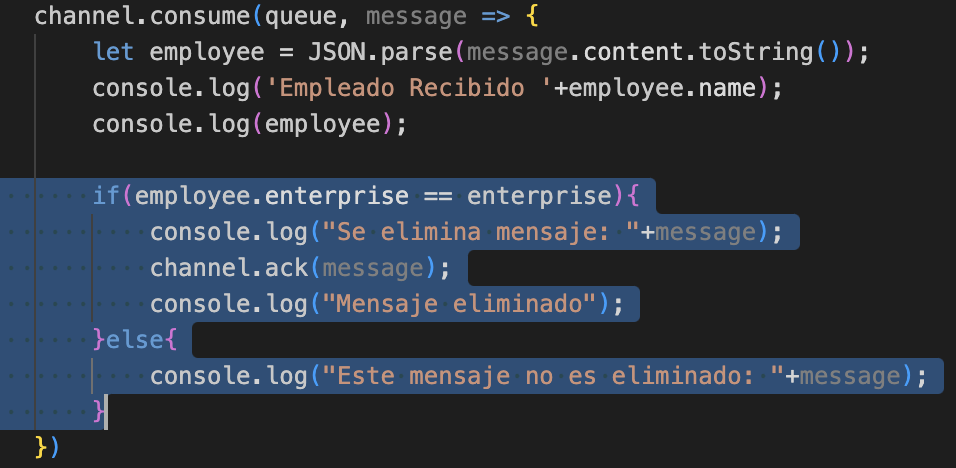 channel.consume(queue, message => {
let employee = JSON.parse(message.content.toString());
console.log('Empleado Recibido '+employee.name);
console.log(employee);
if(employee.enterprise == enterprise){
console.log("Se elimina mensaje: "+message);
channel.ack(message);
console.log("Mensaje eliminado");
}else{
console.log("Este mensaje no es eliminado: "+message);
}
})